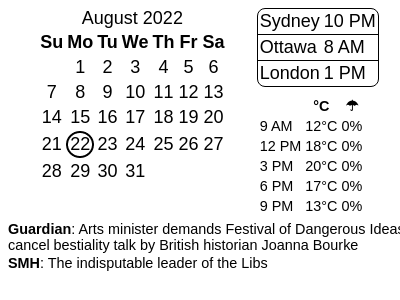 August 2022
Su Mo Tu We Th Fr Sa
1 2 3 4 5 6
7 8 9 10 11 12 13
14 15 16 17 18 19 20
21 22 23 24 25 26 27
28 29 30 31
Sydney 10 PM
Ottawa 8 AM
London 1 PM
°C ☂
9 AM 12°C 0%
12 PM 18°C 0%
3 PM 20°C 0%
6 PM 17°C 0%
9 PM 13°C 0%
Guardian: Arts minister demands Festival of Dangerous Ideas
cancel bestiality talk by British historian Joanna Bourke
SMH: The indisputable leader of the Libs